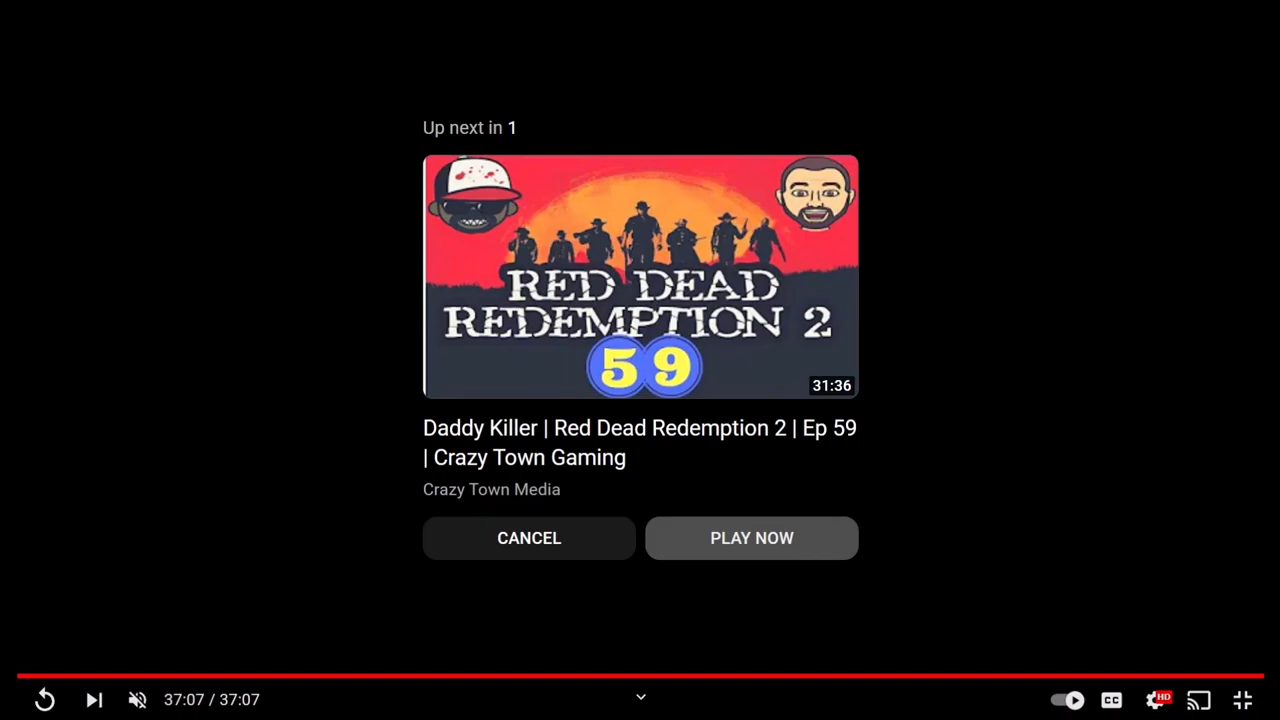 Up next in 1
RED DEAD
REDEMPTION 2
59
31:36
Daddy Killer | Red Dead Redemption 2 | Ep 59
| Crazy Town Gaming
Crazy Town Media
CANCEL
PLAY NOW
37:07 / 37:07
CC
HD